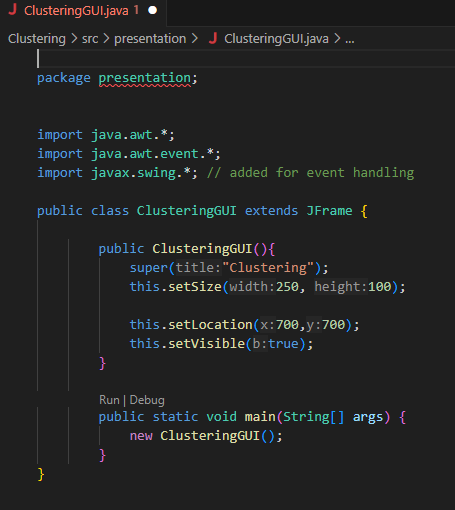 J ClusteringGUI.java 1 ●
Clustering > src > presentation > J ClusteringGUI.java > ...
package presentation;
import java.awt.*;
import java.awt.event.*;
import javax.swing.*; // added for event handling
public class ClusteringGUI extends JFrame {
public ClusteringGUI(){
super(title:"Clustering");
this.setSize(width:250, height:100);
this.setLocation(x:700,y:700);
this.setVisible(b:true);
}
Run | Debug
public static void main(String[] args) {
new ClusteringGUI();
}
}